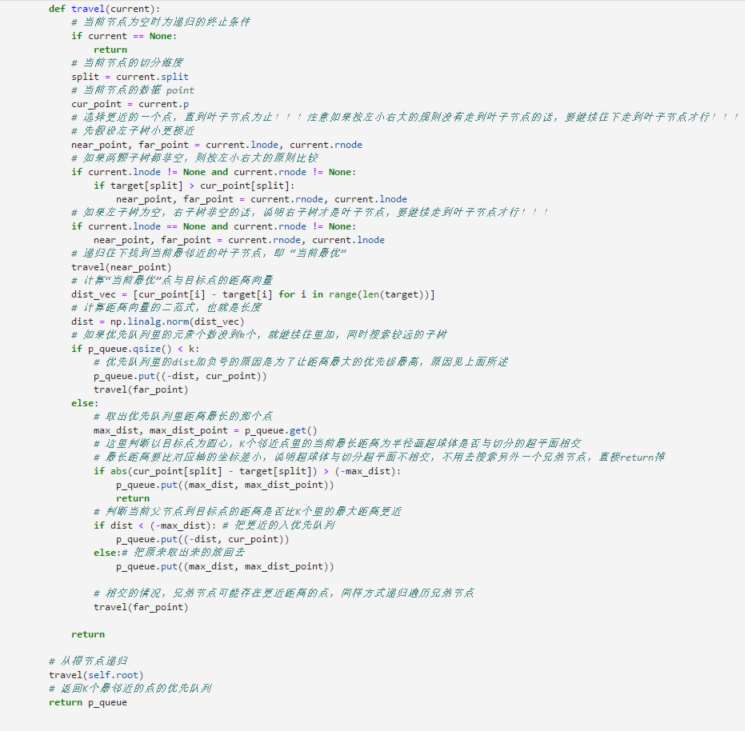 def travel(current):
# 当前节点为空时为递归的终止条件
if current == None:
return
# 当前节点的切分维度
split = current.split
# 当前节点的数据 point
cur_point = current.p
# 选择更近的一个点，直到叶子节点为止！！！注意如果按左小右大的原则没有走到叶子节点的话，要继续往下走到叶子节点才行！！！
# 先假设左子树小更接近
near_point, far_point = current.lnode, current.rnode
# 如果两颗子树都非空，则按左小右大的原则比较
if current.lnode != None and current.rnode != None:
if target[split] > cur_point[split]:
near_point, far_point = current.rnode, current.lnode
# 如果左子树为空，右子树非空的话，说明右子树才是叶子节点，要继续走到叶子节点才行！！！
if current.lnode == None and current.rnode != None:
near_point, far_point = current.rnode, current.lnode
# 递归往下找到当前最邻近的叶子节点，即 “当前最优”
travel(near_point)
# 计算“当前最优”点与目标点的距离向量
dist_vec = [cur_point[i] - target[i] for i in range(len(target))]
# 计算距离向量的二范式，也就是长度
dist = np.linalg.norm(dist_vec)
# 如果优先队列里的元素个数没到k个，就继续往里加，同时搜索较远的子树
if p_queue.qsize() < k:
# 优先队列里的dist加负号的原因是为了让距离最大的优先级最高，原因见上面所述
p_queue.put((-dist, cur_point))
travel(far_point)
else:
# 取出优先队列里距离最长的那个点
max_dist, max_dist_point = p_queue.get()
# 这里判断以目标点为圆心，K个邻近点里的当前最长距离为半径画超球体是否与切分的超平面相交
# 最长距离要比对应轴的坐标差小，说明超球体与切分超平面不相交，不用去搜索另外一个兄弟节点，直接return掉
if abs(cur_point[split] - target[split]) > (-max_dist):
p_queue.put((max_dist, max_dist_point))
return
# 判断当前父节点到目标点的距离是否比K个里的最大距离更近
if dist < (-max_dist): # 把更近的入优先队列
p_queue.put((-dist, cur_point))
else:# 把原来取出来的放回去
p_queue.put((max_dist, max_dist_point))
# 相交的情况，兄弟节点可能存在更近距离的点，同样方式递归遍历兄弟节点
travel(far_point)
return
# 从根节点递归
travel(self.root)
# 返回K个最邻近的点的优先队列
return p_queue